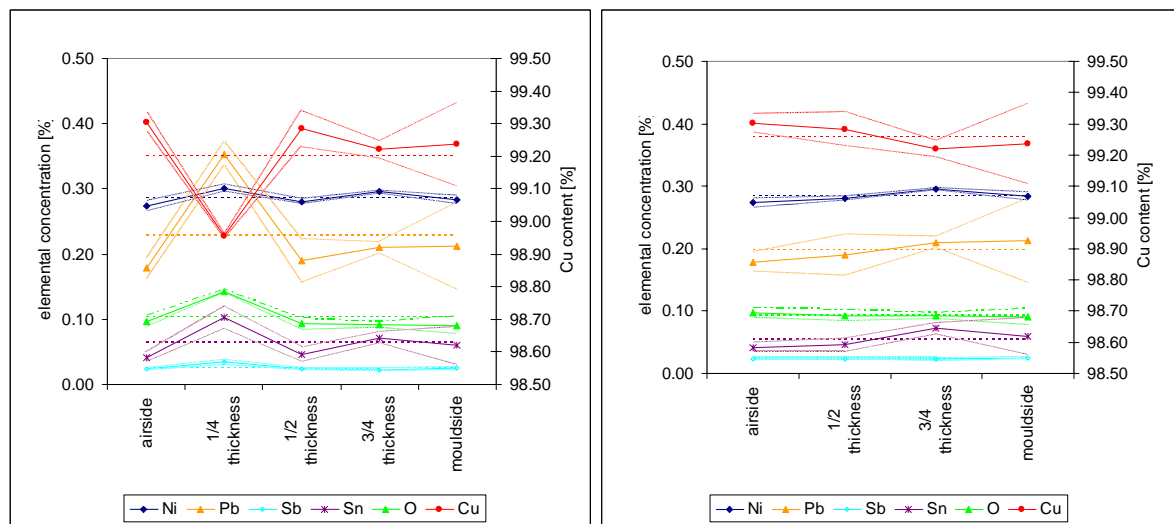 0.50
0.40
0.30
0.20
0.10
0.00
elemental concentration [%]
99.50
99.40
99.30
99.20
99.10
99.00
98.90
98.80
98.70
98.60
98.50
Cu content [%]
airside
1/4
thickness
1/2
thickness
3/4
thickness
mouldside
Ni Pb Sb Sn O Cu
0.50
0.40
0.30
0.20
0.10
0.00
elemental concentration [%]
99.50
99.40
99.30
99.20
99.10
99.00
98.90
98.80
98.70
98.60
98.50
Cu content [%]
airside
1/2
thickness
3/4
thickness
mouldside
Ni Pb Sb Sn O Cu